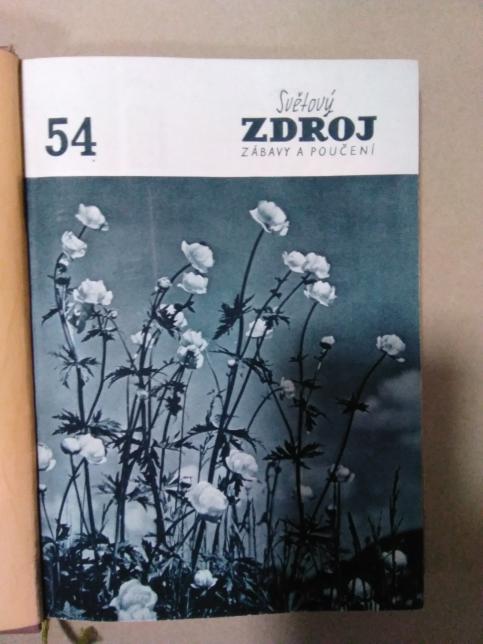 54
Světový
ZDROJ
ZÁBAVY A POUČENÍ